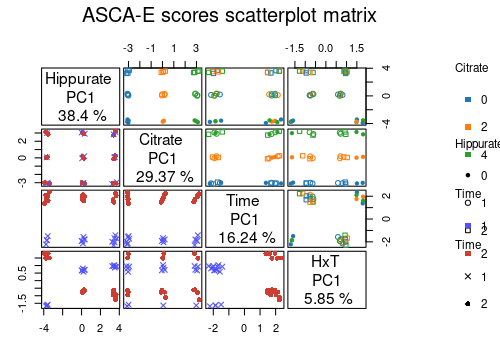 ASCA-E scores scatterplot matrix
-3 -1 0 1 3
-1.5 0.0 1.5
Citrate
Hippurate
PC1
38.4 %
4
0
-4
0
2
2
0
-3
Citrate
PC1
29.37 %
Hippurate
4
0
Time
PC1
16.24 %
2
0
-2
Time
1
1
2
Time
2
0.5
-1.5
HxT
PC1
5.85 %
1
2
-4 0 2 4
-2 0 1 2